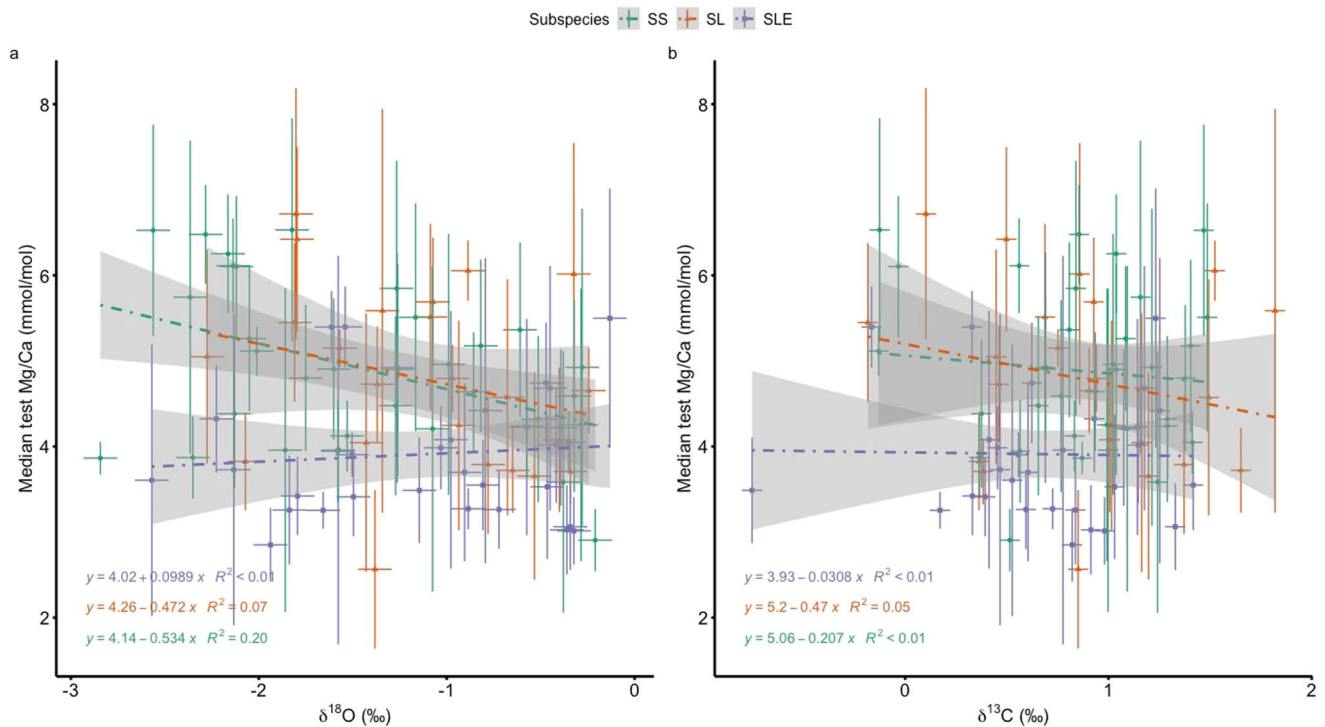 Subspecies SS SL SLE
a
b
8
6
4
2
Median test Mg/Ca (mmol/mol)
y = 4.02 + 0.0989 x R² < 0.01
y = 4.26 − 0.472 x R² = 0.07
y = 4.14 − 0.534 x R² = 0.20
-3 -2 -1 0
δ¹⁸O (‰)
8
6
4
2
Median test Mg/Ca (mmol/mol)
y = 3.93 − 0.0308 x R² < 0.01
y = 5.2 − 0.47 x R² = 0.05
y = 5.06 − 0.207 x R² < 0.01
0 1 2
δ¹³C (‰)